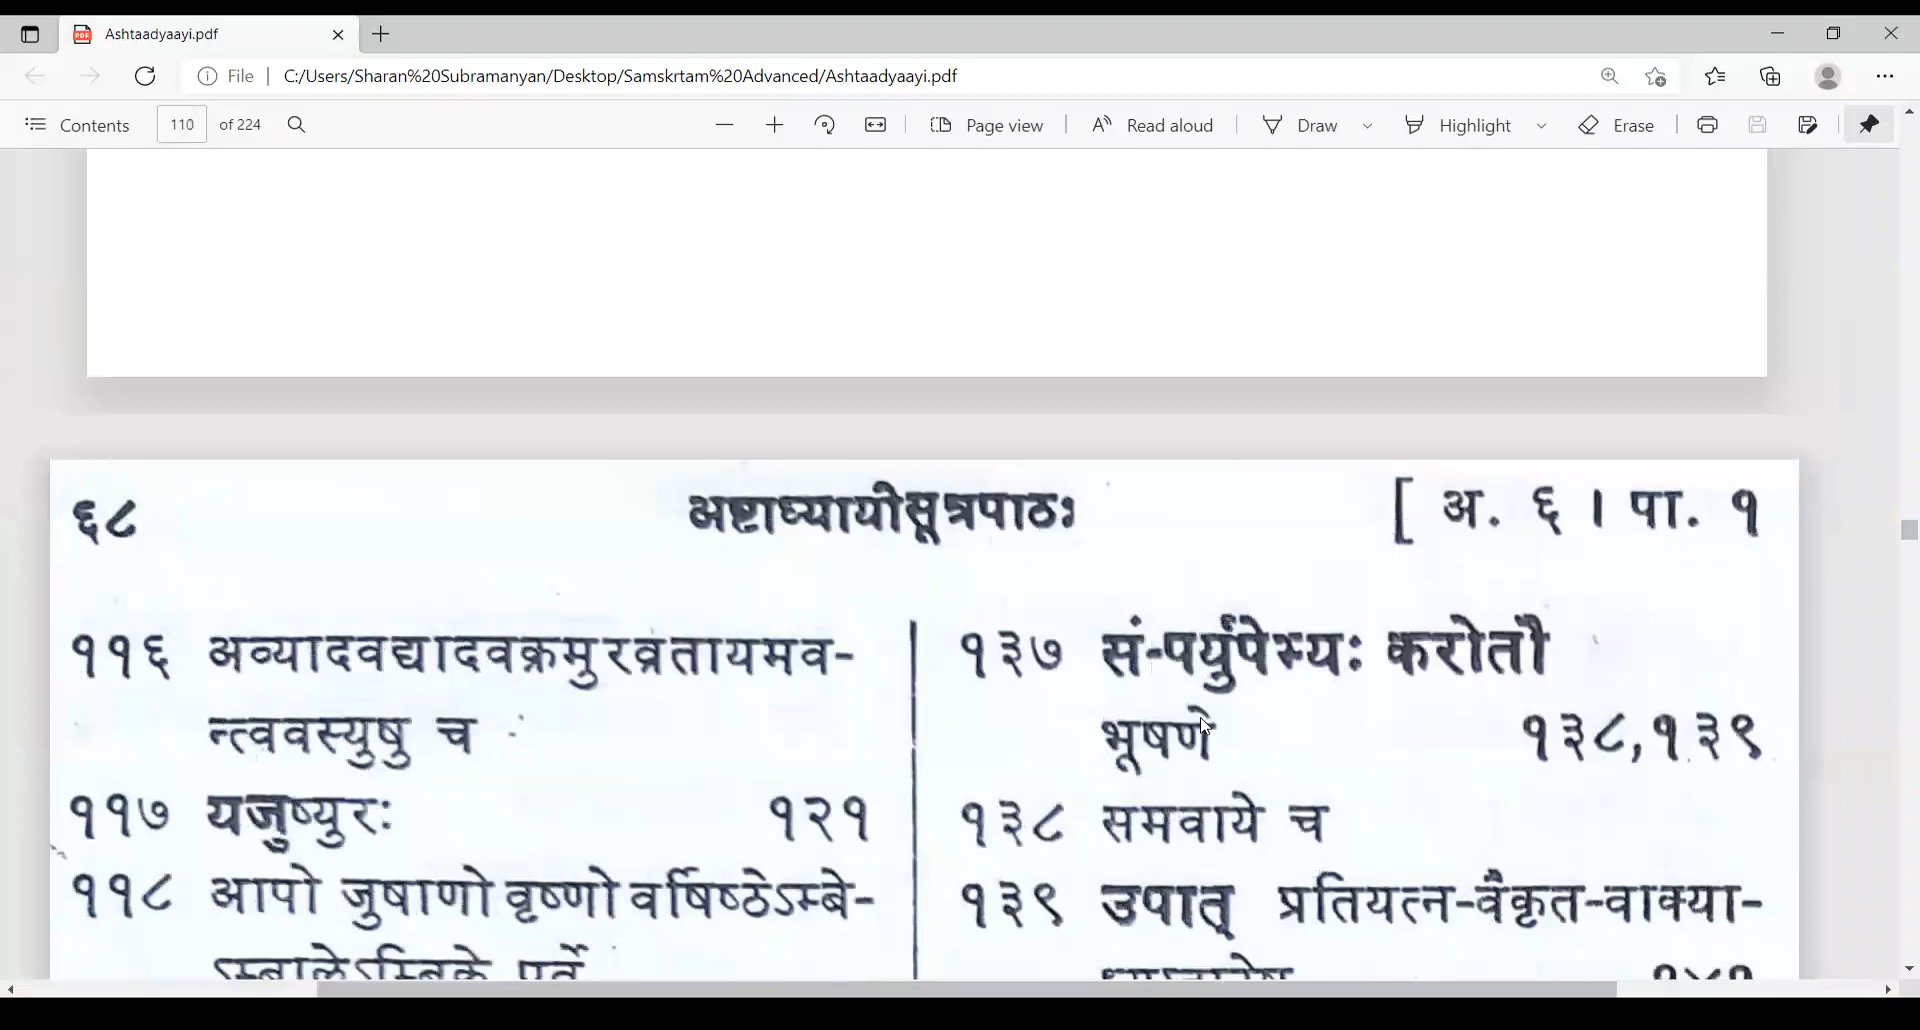 Ashtaadyaayi.pdf
File | C:/Users/Sharan%20Subramanyan/Desktop/Samskrtam%20Advanced/Ashtaadyaayi.pdf
Contents 110 of 224 Page view Read aloud Draw Highlight Erase
६८ अष्टाध्यायीसूत्रपाठः [ अ. ६ । पा. १
११६ अव्यादवद्यादवक्रमुरव्रतायमव-
न्त्ववस्युषु च
११७ यजुष्युरः १२१
११८ आपो जुषाणो वृष्णो वर्षिष्ठेऽम्बे-
ऽम्बालेऽम्बिके पूर्वे
१३७ सं-पर्युपेभ्यः करोतौ
भूषणे १३८,१३९
१३८ समवाये च
१३९ उपात् प्रतियत्न-वैकृत-वाक्या-